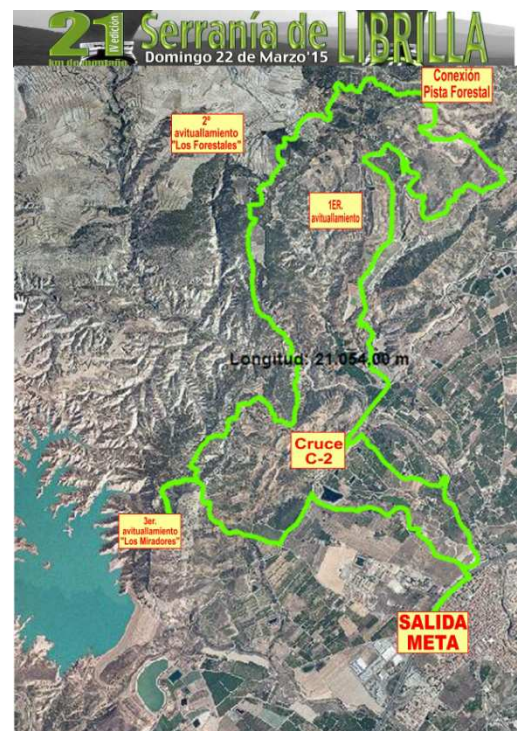 21 IV edición Serranía de LIBRILLA
km de montaña Domingo 22 de Marzo'15
Conexión
Pista Forestal
2º
avituallamiento
"Los Forestales"
1ER.
avituallamiento
Longitud: 21.054,00 m
Cruce
C-2
3er.
avituallamiento
"Los Miradores"
SALIDA
META